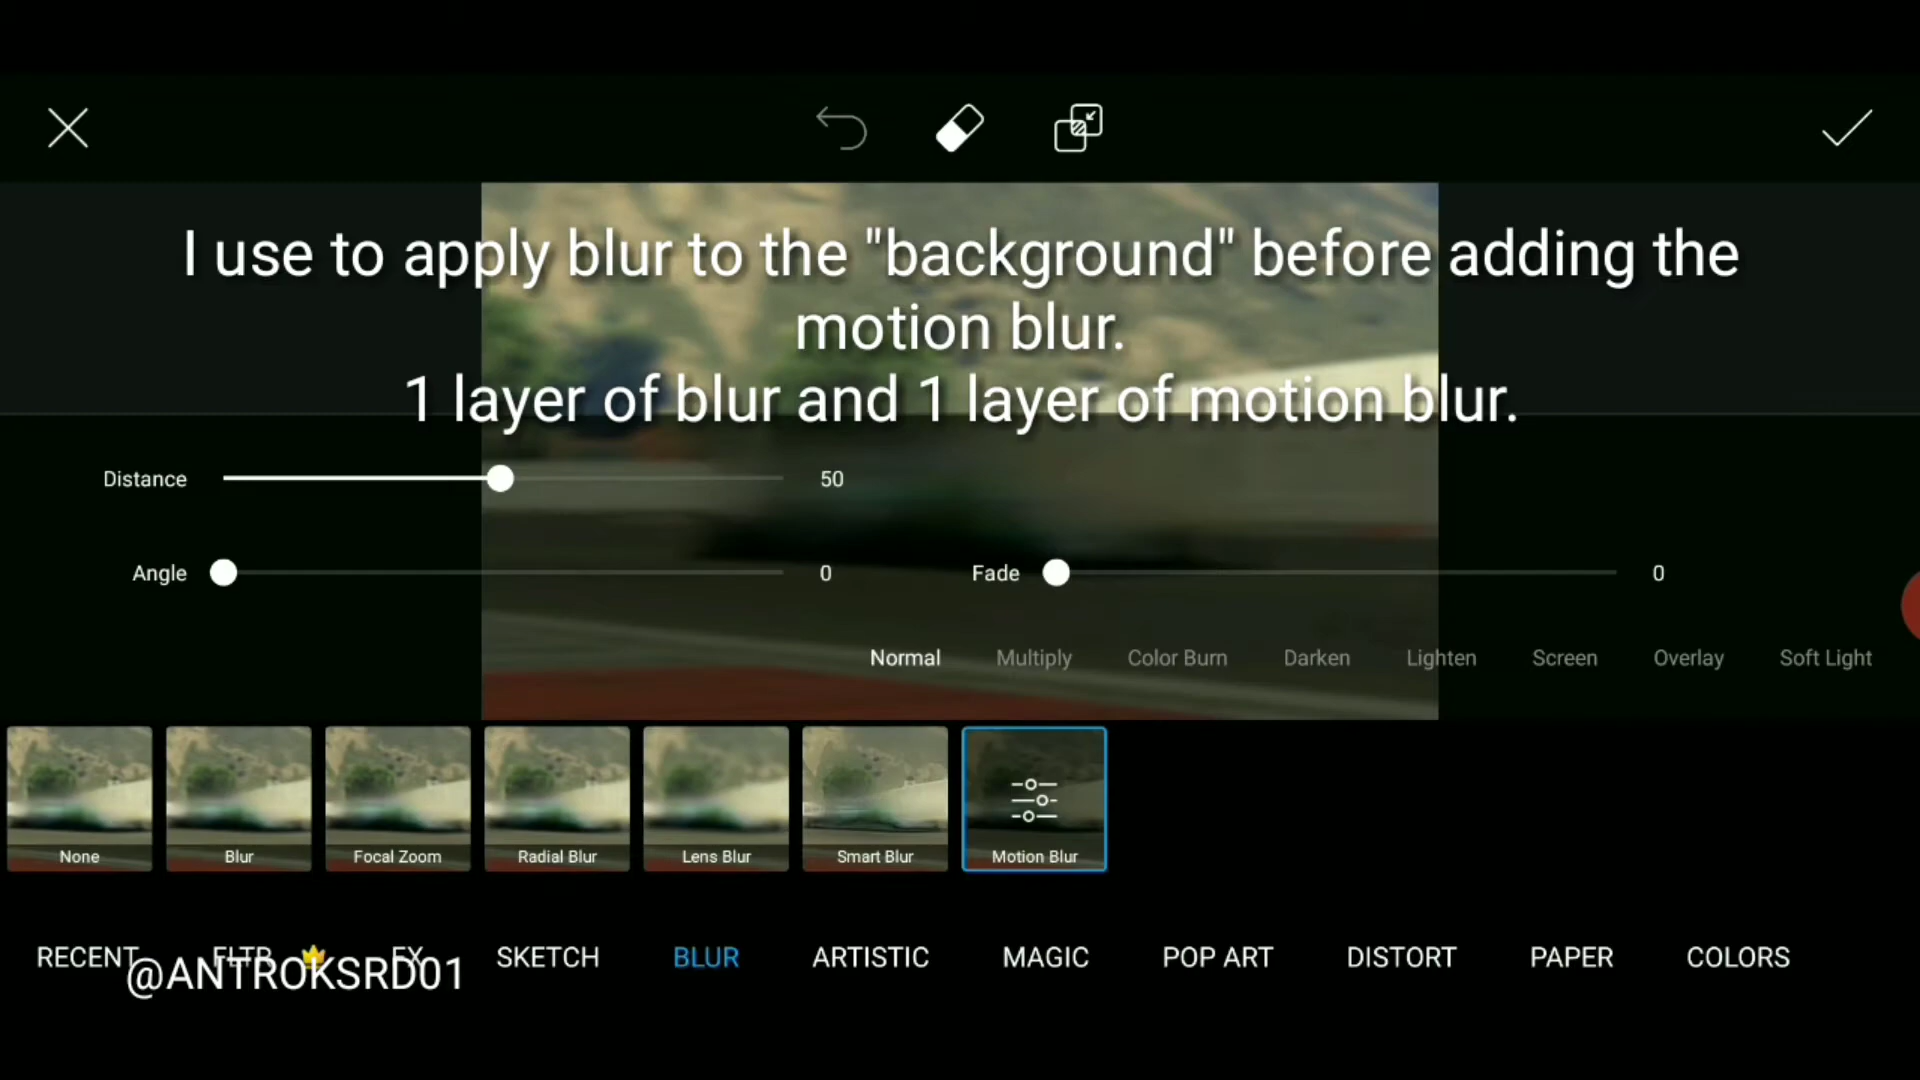 I use to apply blur to the "background" before adding the
motion blur.
1 layer of blur and 1 layer of motion blur.
Distance 50
Angle 0 Fade 0
Normal Multiply Color Burn Darken Lighten Screen Overlay Soft Light
None Blur Focal Zoom Radial Blur Lens Blur Smart Blur Motion Blur
RECENT FLTR FX SKETCH BLUR ARTISTIC MAGIC POP ART DISTORT PAPER COLORS
@ANTROKSRD01